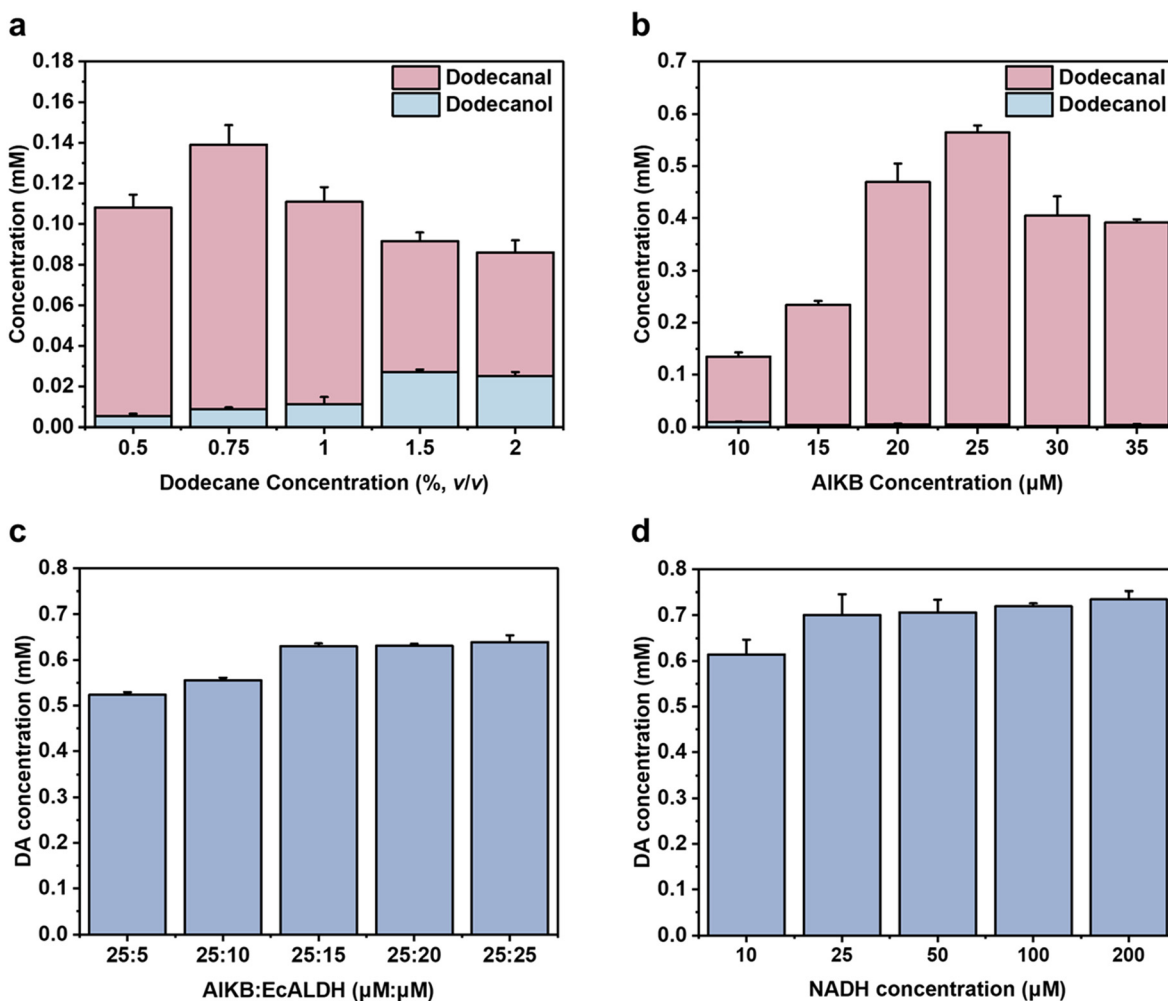 a
Concentration (mM)
0.18
0.16
0.14
0.12
0.10
0.08
0.06
0.04
0.02
0.00
Dodecanal
Dodecanol
0.5 0.75 1 1.5 2
Dodecane Concentration (%, v/v)
b
Concentration (mM)
0.7
0.6
0.5
0.4
0.3
0.2
0.1
0.0
Dodecanal
Dodecanol
10 15 20 25 30 35
AlKB Concentration (μM)
c
DA concentration (mM)
0.8
0.7
0.6
0.5
0.4
0.3
0.2
0.1
0.0
25:5 25:10 25:15 25:20 25:25
AlKB:EcALDH (μM:μM)
d
DA concentration (mM)
0.8
0.7
0.6
0.5
0.4
0.3
0.2
0.1
0.0
10 25 50 100 200
NADH concentration (μM)